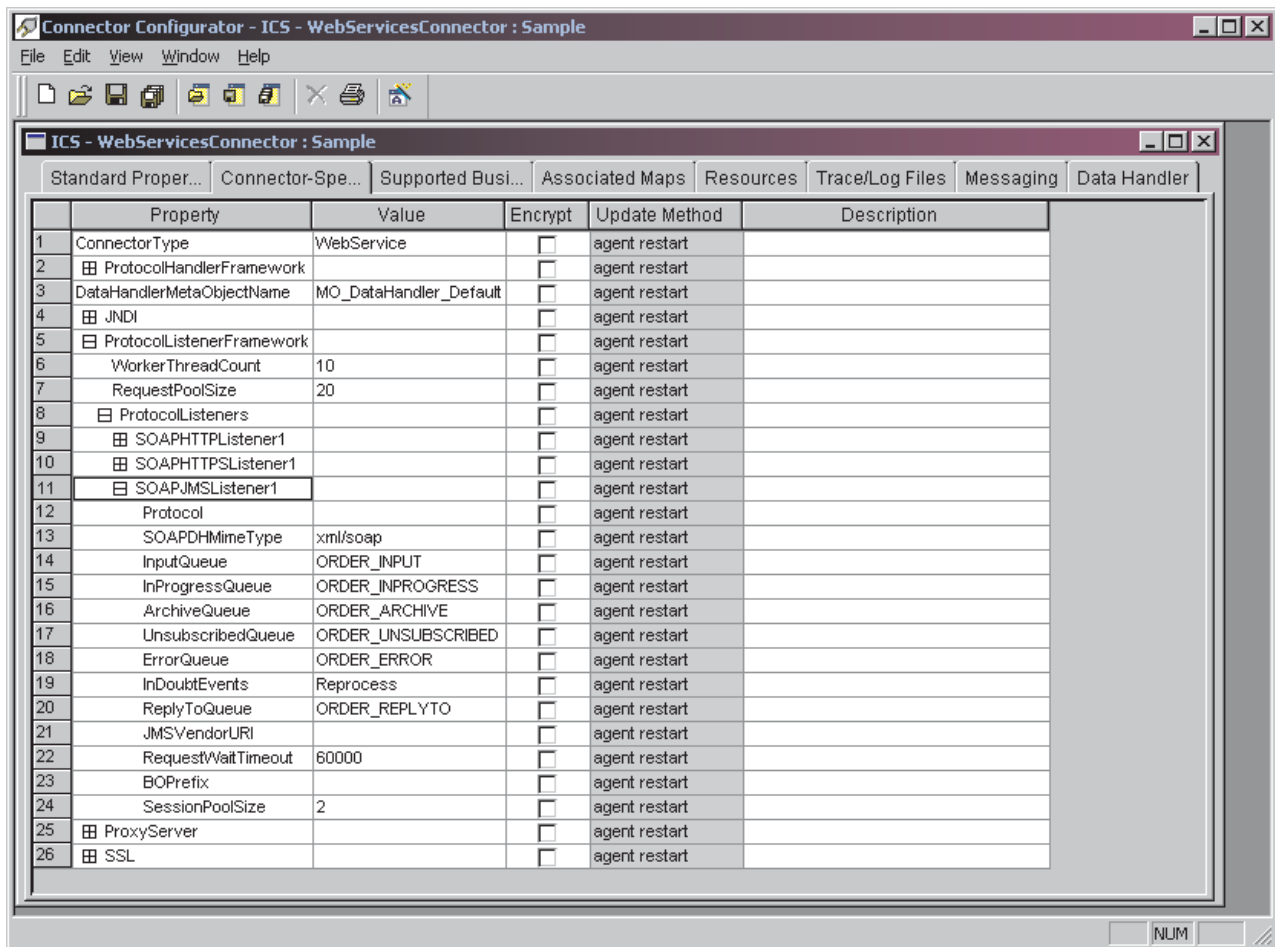 Connector Configurator - ICS - WebServicesConnector : Sample
File Edit View Window Help
ICS - WebServicesConnector : Sample
Standard Proper... Connector-Spe... Supported Busi... Associated Maps Resources Trace/Log Files Messaging Data Handler
Property Value Encrypt Update Method Description
1 ConnectorType WebService agent restart
2 ProtocolHandlerFramework agent restart
3 DataHandlerMetaObjectName MO_DataHandler_Default agent restart
4 JNDI agent restart
5 ProtocolListenerFramework agent restart
6 WorkerThreadCount 10 agent restart
7 RequestPoolSize 20 agent restart
8 ProtocolListeners agent restart
9 SOAPHTTPListener1 agent restart
10 SOAPHTTPSListener1 agent restart
11 SOAPJMSListener1 agent restart
12 Protocol agent restart
13 SOAPDHMimeType xml/soap agent restart
14 InputQueue ORDER_INPUT agent restart
15 InProgressQueue ORDER_INPROGRESS agent restart
16 ArchiveQueue ORDER_ARCHIVE agent restart
17 UnsubscribedQueue ORDER_UNSUBSCRIBED agent restart
18 ErrorQueue ORDER_ERROR agent restart
19 InDoubtEvents Reprocess agent restart
20 ReplyToQueue ORDER_REPLYTO agent restart
21 JMSVendorURI agent restart
22 RequestWaitTimeout 60000 agent restart
23 BOPrefix agent restart
24 SessionPoolSize 2 agent restart
25 ProxyServer agent restart
26 SSL agent restart
NUM